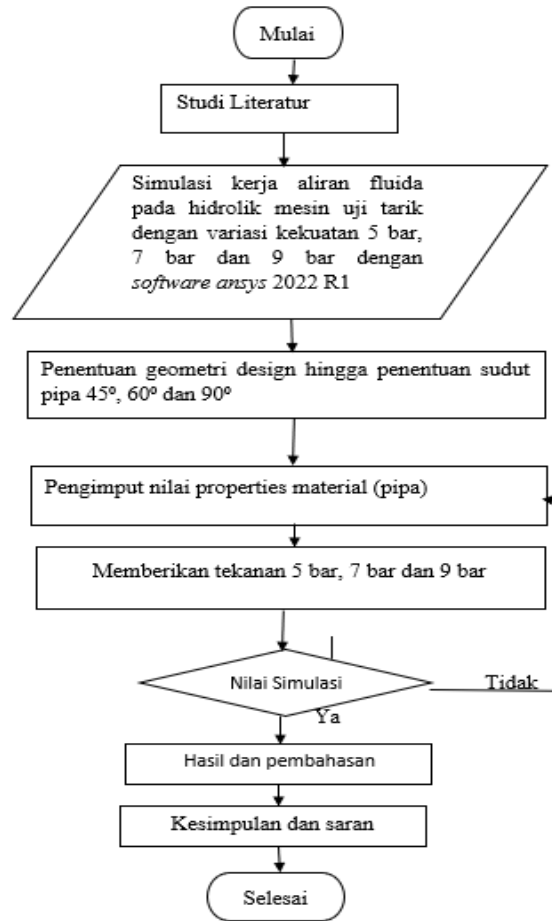 Mulai
Studi Literatur
Simulasi kerja aliran fluida
pada hidrolik mesin uji tarik
dengan variasi kekuatan 5 bar,
7 bar dan 9 bar dengan
software ansys 2022 R1
Penentuan geometri design hingga penentuan sudut
pipa 45⁰, 60⁰ dan 90⁰
Pengimput nilai properties material (pipa)
Memberikan tekanan 5 bar, 7 bar dan 9 bar
Nilai Simulasi
Tidak
Ya
Hasil dan pembahasan
Kesimpulan dan saran
Selesai